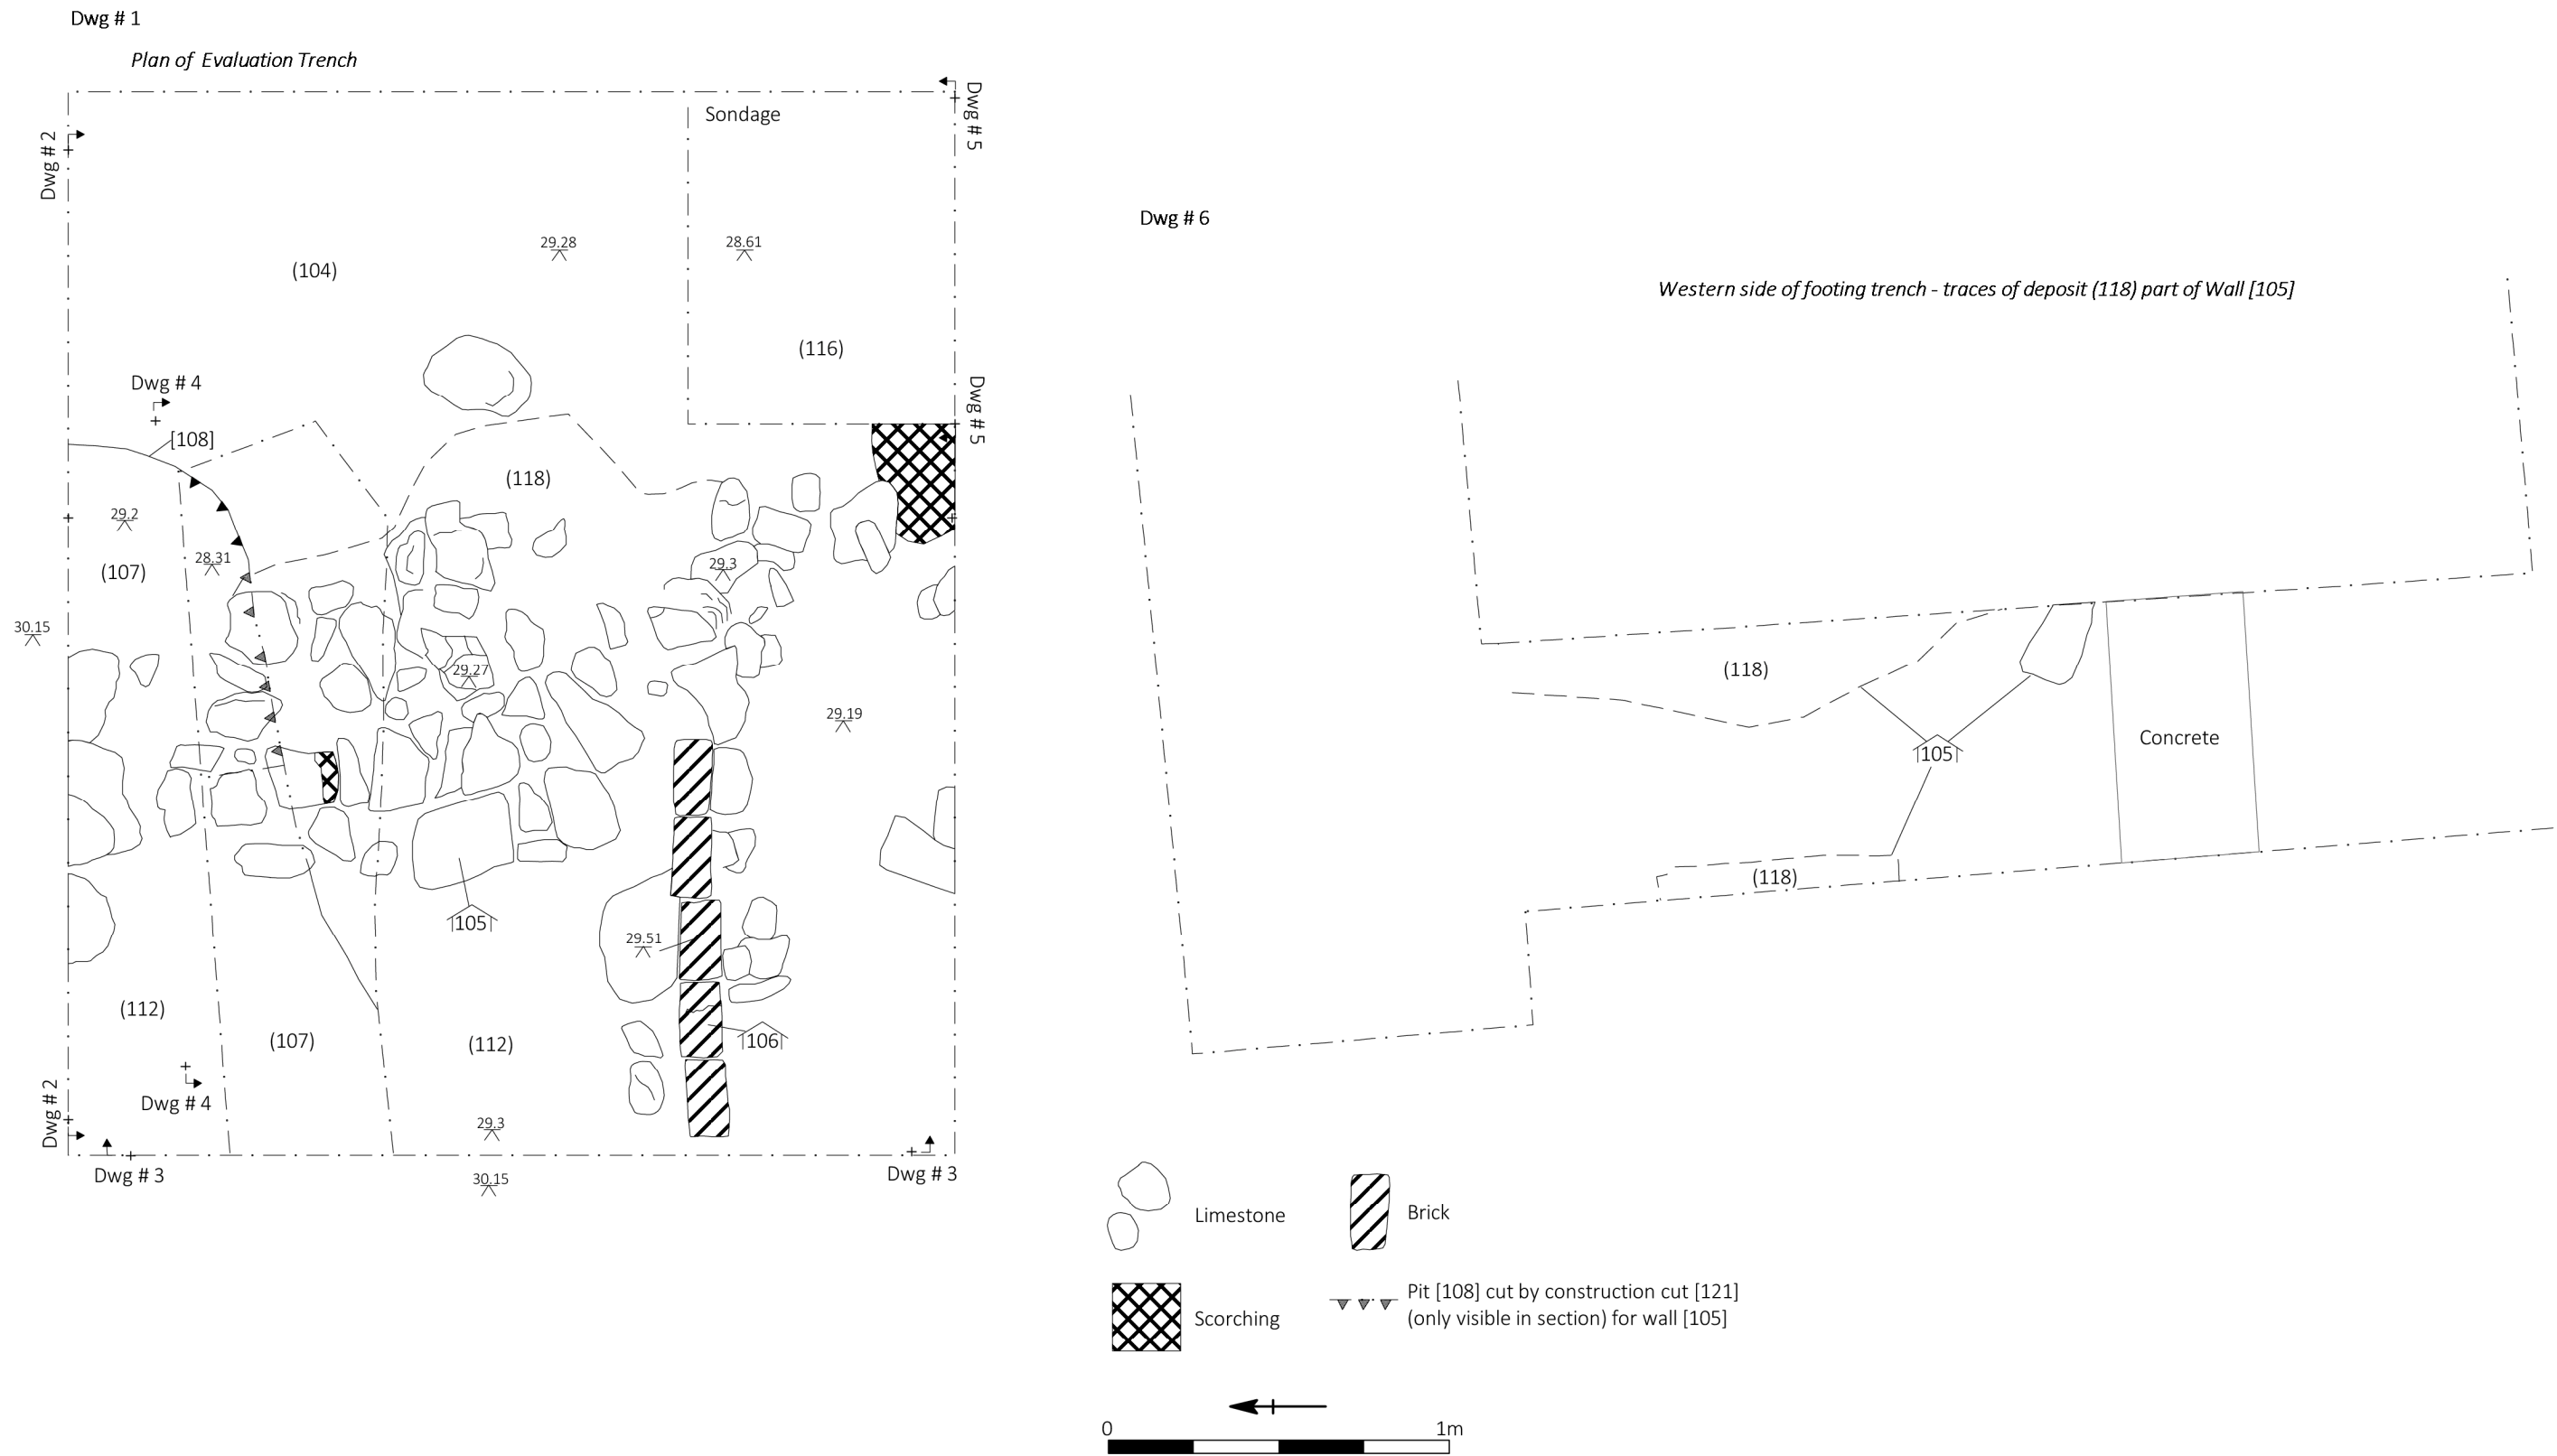 Dwg # 1
Plan of Evaluation Trench
Dwg # 2
Dwg # 5
Sondage
29.28
28.61
(104)
(116)
Dwg # 4
Dwg # 5
[108]
(118)
29.2
28.31
(107)
29.3
30.15
29.27
29.19
105
29.51
(112)
(107)
(112)
106
Dwg # 4
Dwg # 2
29.3
Dwg # 3
Dwg # 3
30.15
Dwg # 6
Western side of footing trench - traces of deposit (118) part of Wall [105]
(118)
105
Concrete
(118)
Limestone
Brick
Scorching
Pit [108] cut by construction cut [121]
(only visible in section) for wall [105]
0
1m